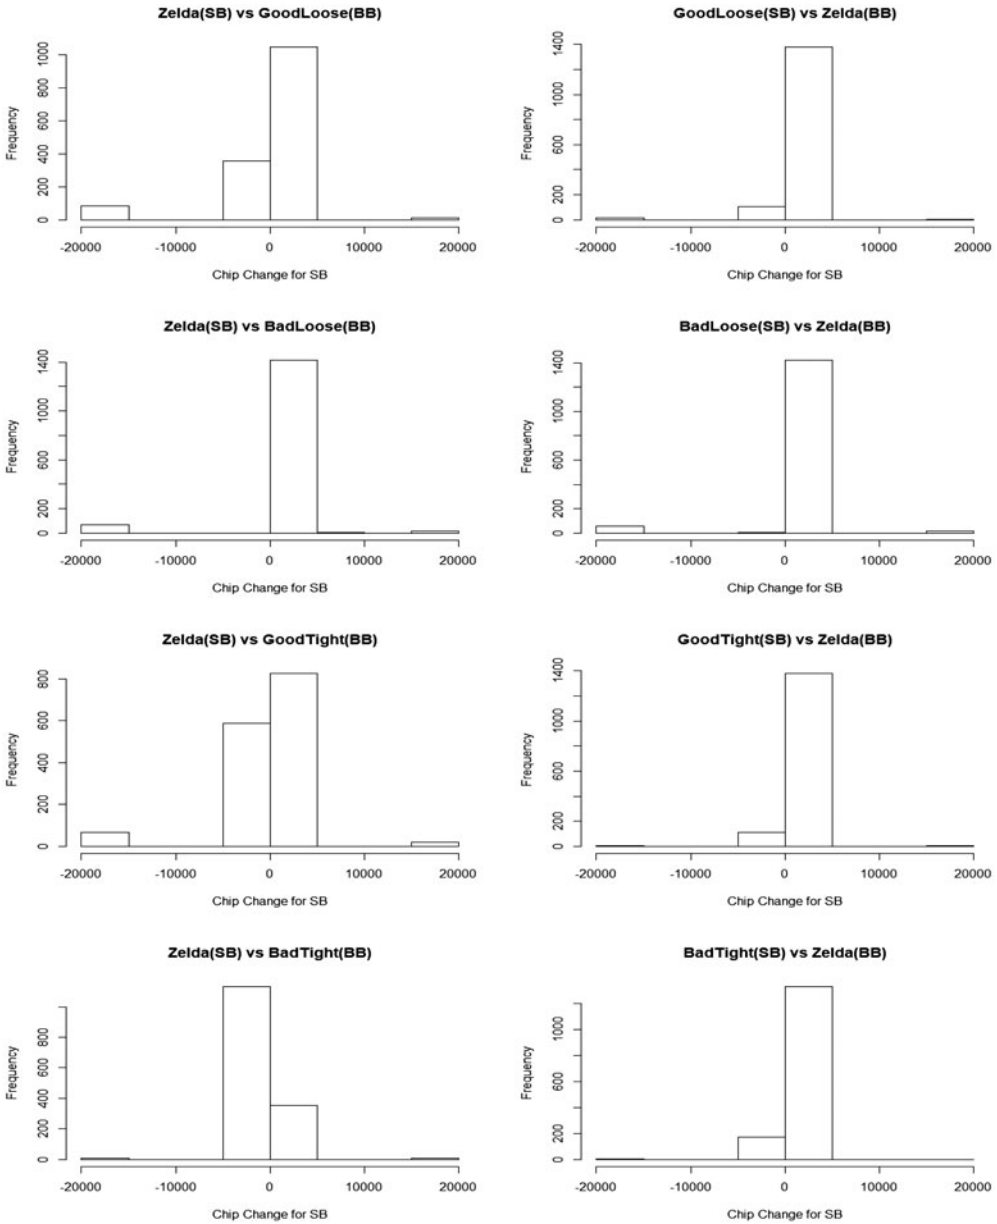 Zelda(SB) vs GoodLoose(BB)
Frequency
0 200 400 600 800 1000
-20000 -10000 0 10000 20000
Chip Change for SB
GoodLoose(SB) vs Zelda(BB)
Frequency
0 200 600 1000 1400
-20000 -10000 0 10000 20000
Chip Change for SB
Zelda(SB) vs BadLoose(BB)
Frequency
0 200 600 1000 1400
-20000 -10000 0 10000 20000
Chip Change for SB
BadLoose(SB) vs Zelda(BB)
Frequency
0 200 600 1000 1400
-20000 -10000 0 10000 20000
Chip Change for SB
Zelda(SB) vs GoodTight(BB)
Frequency
0 200 400 600 800
-20000 -10000 0 10000 20000
Chip Change for SB
GoodTight(SB) vs Zelda(BB)
Frequency
0 200 600 1000 1400
-20000 -10000 0 10000 20000
Chip Change for SB
Zelda(SB) vs BadTight(BB)
Frequency
0 200 400 600 800
-20000 -10000 0 10000 20000
Chip Change for SB
BadTight(SB) vs Zelda(BB)
Frequency
0 200 600 1000
-20000 -10000 0 10000 20000
Chip Change for SB